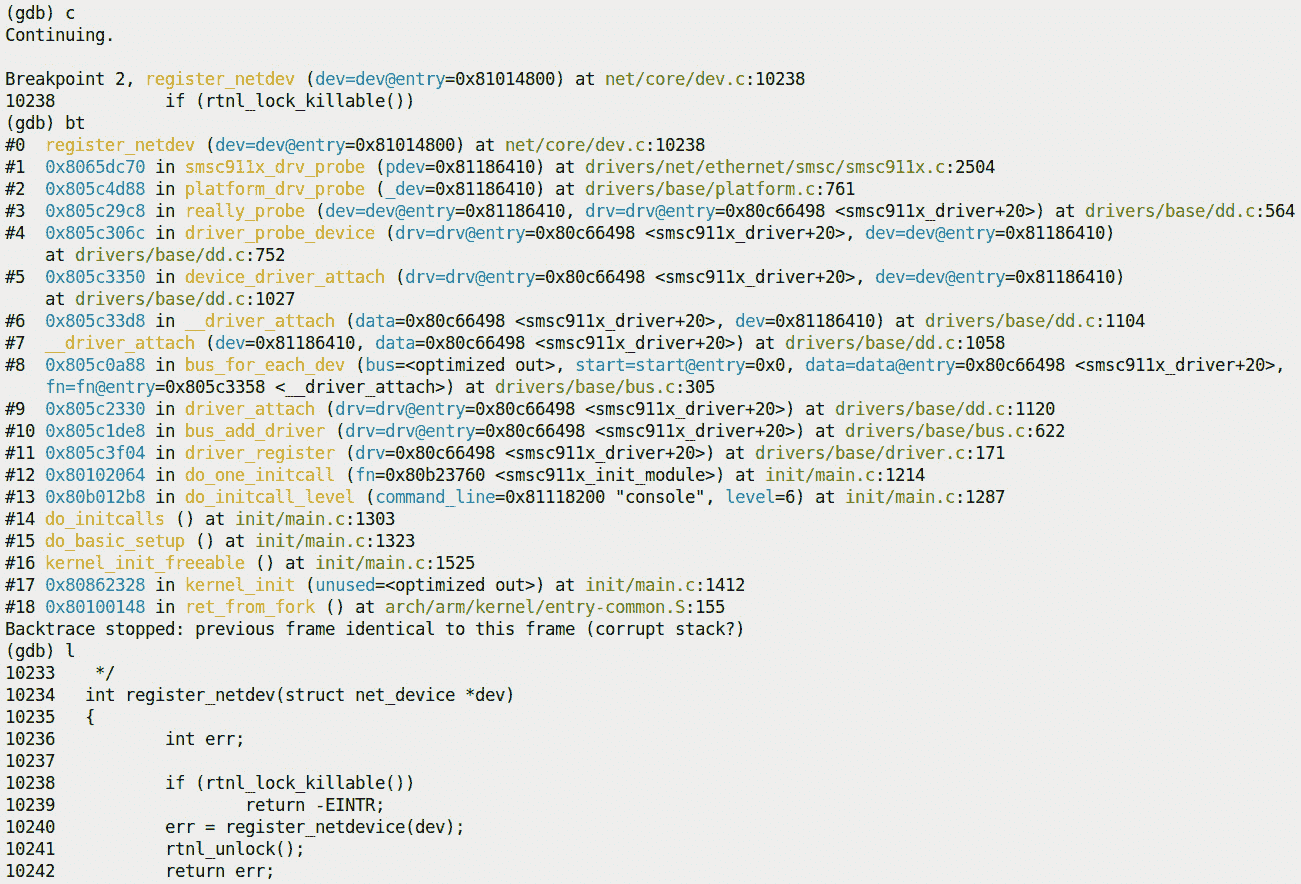 (gdb) c
Continuing.

Breakpoint 2, register_netdev (dev=dev@entry=0x81014800) at net/core/dev.c:10238
10238           if (rtnl_lock_killable())
(gdb) bt
#0  register_netdev (dev=dev@entry=0x81014800) at net/core/dev.c:10238
#1  0x8065dc70 in smsc911x_drv_probe (pdev=0x81186410) at drivers/net/ethernet/smsc/smsc911x.c:2504
#2  0x805c4d88 in platform_drv_probe (_dev=0x81186410) at drivers/base/platform.c:761
#3  0x805c29c8 in really_probe (dev=dev@entry=0x81186410, drv=drv@entry=0x80c66498 <smsc911x_driver+20>) at drivers/base/dd.c:564
#4  0x805c306c in driver_probe_device (drv=drv@entry=0x80c66498 <smsc911x_driver+20>, dev=dev@entry=0x81186410)
    at drivers/base/dd.c:752
#5  0x805c3350 in device_driver_attach (drv=drv@entry=0x80c66498 <smsc911x_driver+20>, dev=dev@entry=0x81186410)
    at drivers/base/dd.c:1027
#6  0x805c33d8 in __driver_attach (data=0x80c66498 <smsc911x_driver+20>, dev=0x81186410) at drivers/base/dd.c:1104
#7  __driver_attach (dev=0x81186410, data=0x80c66498 <smsc911x_driver+20>) at drivers/base/dd.c:1058
#8  0x805c0a88 in bus_for_each_dev (bus=<optimized out>, start=start@entry=0x0, data=data@entry=0x80c66498 <smsc911x_driver+20>,
    fn=fn@entry=0x805c3358 <__driver_attach>) at drivers/base/bus.c:305
#9  0x805c2330 in driver_attach (drv=drv@entry=0x80c66498 <smsc911x_driver+20>) at drivers/base/dd.c:1120
#10 0x805c1de8 in bus_add_driver (drv=drv@entry=0x80c66498 <smsc911x_driver+20>) at drivers/base/bus.c:622
#11 0x805c3f04 in driver_register (drv=0x80c66498 <smsc911x_driver+20>) at drivers/base/driver.c:171
#12 0x80102064 in do_one_initcall (fn=0x80b23760 <smsc911x_init_module>) at init/main.c:1214
#13 0x80b012b8 in do_initcall_level (command_line=0x81118200 "console", level=6) at init/main.c:1287
#14 do_initcalls () at init/main.c:1303
#15 do_basic_setup () at init/main.c:1323
#16 kernel_init_freeable () at init/main.c:1525
#17 0x80862328 in kernel_init (unused=<optimized out>) at init/main.c:1412
#18 0x80100148 in ret_from_fork () at arch/arm/kernel/entry-common.S:155
Backtrace stopped: previous frame identical to this frame (corrupt stack?)
(gdb) l
10233    */
10234   int register_netdev(struct net_device *dev)
10235   {
10236           int err;
10237
10238           if (rtnl_lock_killable())
10239                   return -EINTR;
10240           err = register_netdevice(dev);
10241           rtnl_unlock();
10242           return err;